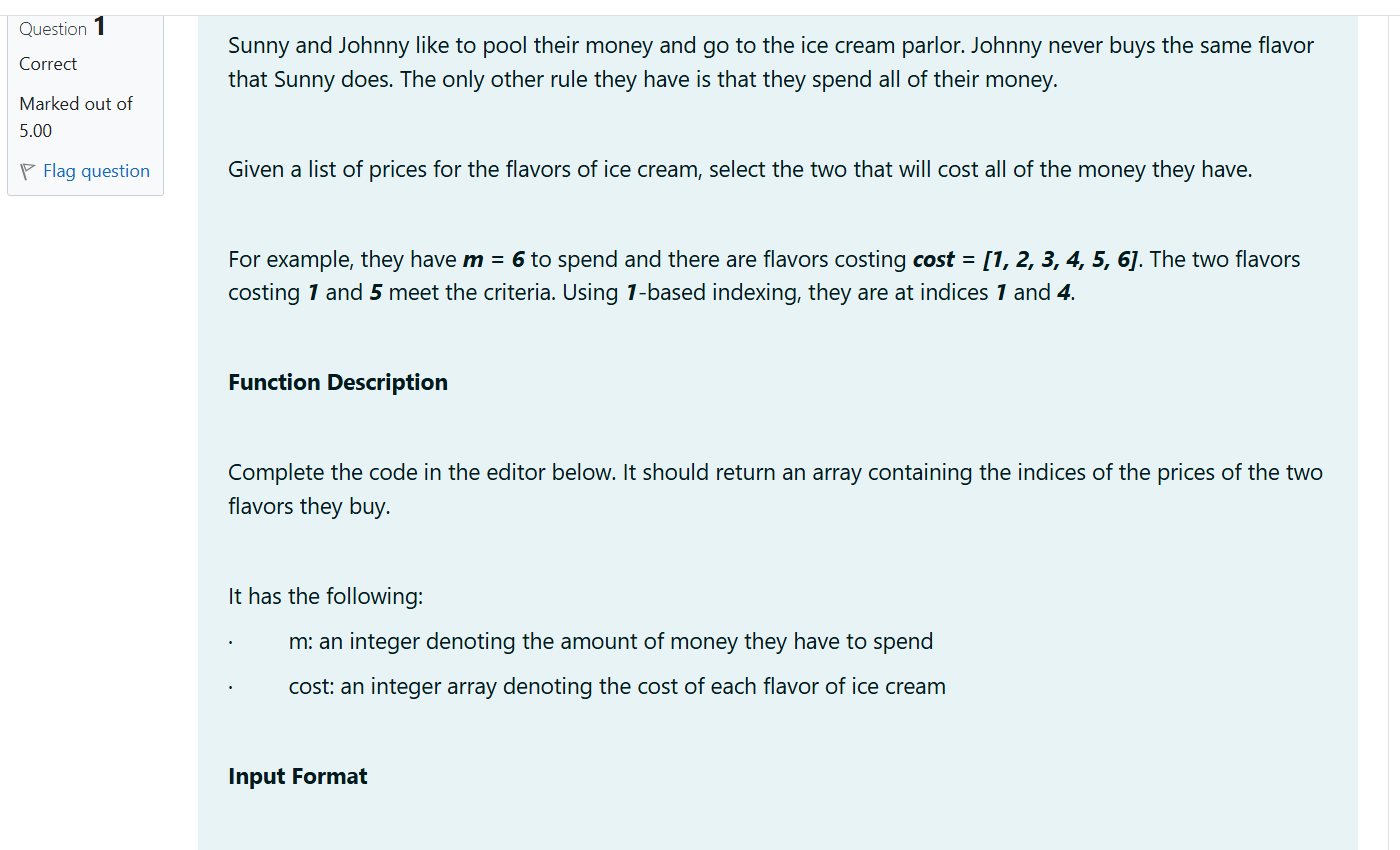 Question 1
Correct
Marked out of
5.00
Flag question
Sunny and Johnny like to pool their money and go to the ice cream parlor. Johnny never buys the same flavor
that Sunny does. The only other rule they have is that they spend all of their money.
Given a list of prices for the flavors of ice cream, select the two that will cost all of the money they have.
For example, they have m = 6 to spend and there are flavors costing cost = [1, 2, 3, 4, 5, 6]. The two flavors
costing 1 and 5 meet the criteria. Using 1-based indexing, they are at indices 1 and 4.
Function Description
Complete the code in the editor below. It should return an array containing the indices of the prices of the two
flavors they buy.
It has the following:
· m: an integer denoting the amount of money they have to spend
· cost: an integer array denoting the cost of each flavor of ice cream
Input Format